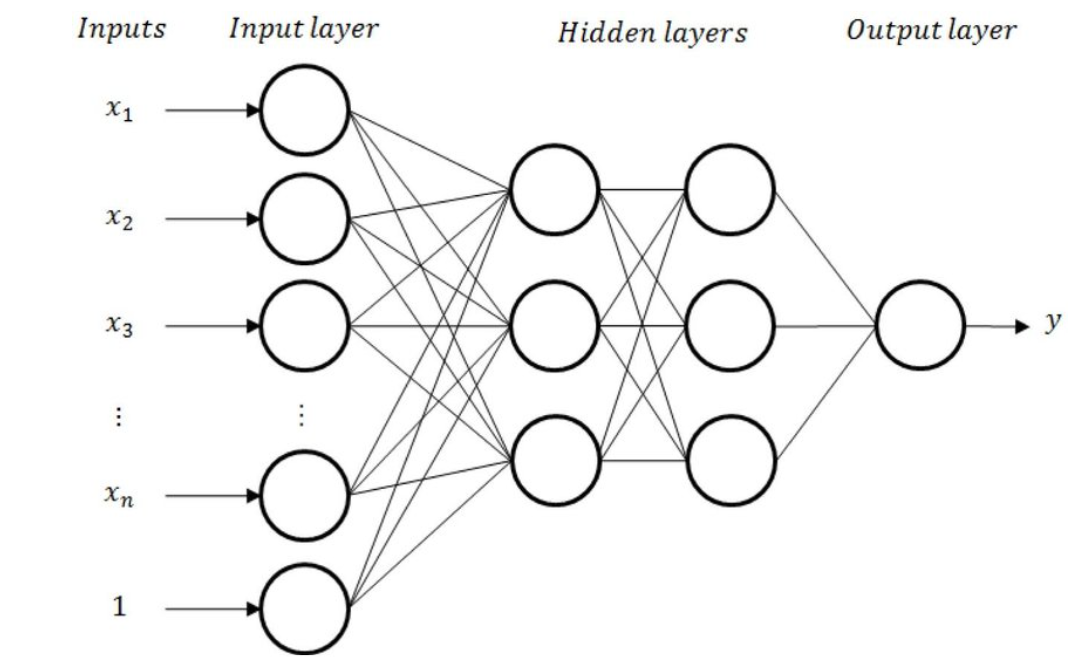 Inputs Input layer Hidden layers Output layer
x₁
x₂
x₃ y
⋮ ⋮
xₙ
1